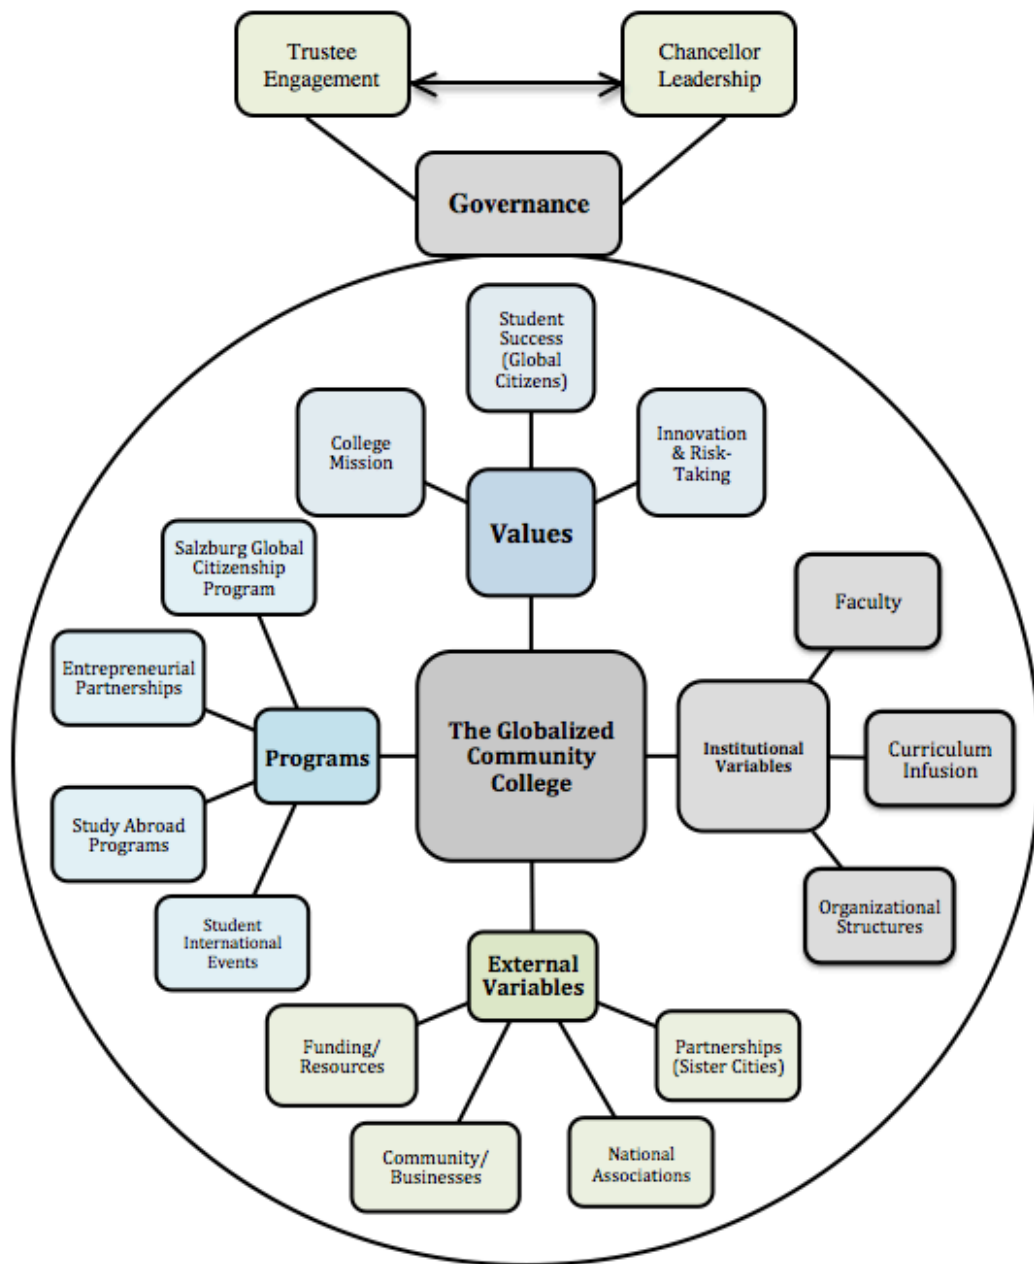 Trustee
Engagement
Chancellor
Leadership
Governance
Student
Success
(Global
Citizens)
College
Mission
Innovation
& Risk-
Taking
Values
Salzburg Global
Citizenship
Program
Entrepreneurial
Partnerships
Programs
Study Abroad
Programs
Student
International
Events
The Globalized
Community
College
Institutional
Variables
Faculty
Curriculum
Infusion
Organizational
Structures
External
Variables
Funding/
Resources
Community/
Businesses
National
Associations
Partnerships
(Sister Cities)